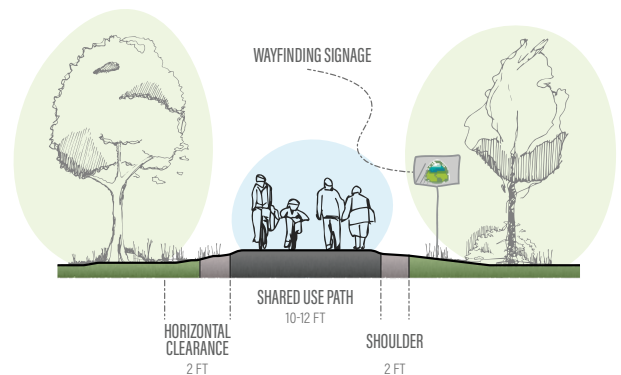 WAYFINDING SIGNAGE
SHARED USE PATH
10-12 FT
HORIZONTAL
CLEARANCE
2 FT
SHOULDER
2 FT